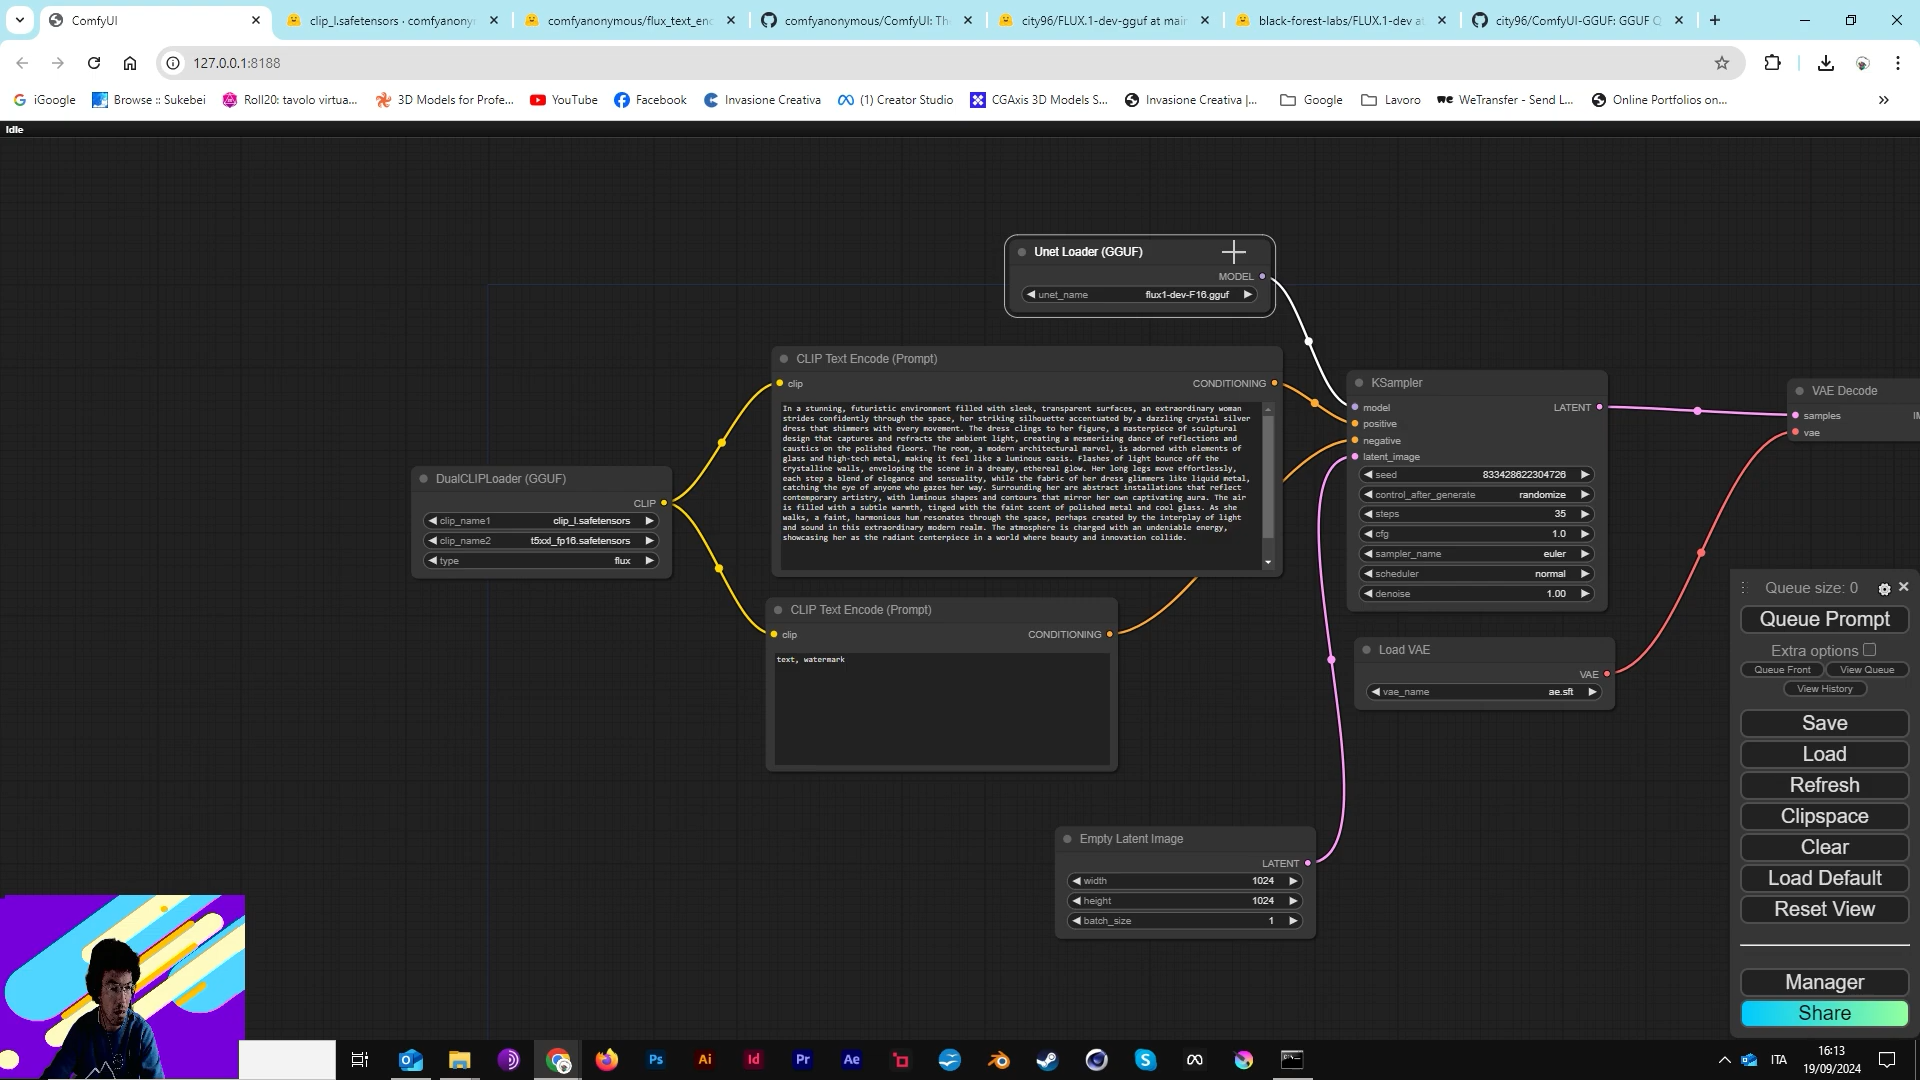 ComfyUI
clip_l.safetensors · comfyanony
comfyanonymous/flux_text_enc
comfyanonymous/ComfyUI: Th
city96/FLUX.1-dev-gguf at main
black-forest-labs/FLUX.1-dev at
city96/ComfyUI-GGUF: GGUF Q
127.0.0.1:8188
iGoogle
Browse :: Sukebei
Roll20: tavolo virtua...
3D Models for Profe...
YouTube
Facebook
Invasione Creativa
(1) Creator Studio
CGAxis 3D Models S...
Invasione Creativa |...
Google
Lavoro
WeTransfer - Send L...
Online Portfolios on...
Idle
Unet Loader (GGUF)
MODEL
unet_name flux1-dev-F16.gguf
CLIP Text Encode (Prompt)
clip CONDITIONING
In a stunning, futuristic environment filled with sleek, transparent surfaces, an extraordinary woman
strides confidently through the space, her striking silhouette accentuated by a dazzling crystal silver
dress that shimmers with every movement. The dress clings to her figure, a masterpiece of sculptural
design that captures and refracts the ambient light, creating a mesmerizing dance of reflections and
caustics on the polished floors. The room, a modern architectural marvel, is adorned with elements of
glass and high-tech metal, making it feel like a luminous oasis. Flashes of light bounce off the
crystalline walls, enveloping the scene in a dreamy, ethereal glow. Her long legs move effortlessly,
each step a blend of elegance and sensuality, while the fabric of her dress glimmers like liquid metal,
catching the eye of anyone who gazes her way. Surrounding her are abstract installations that reflect
contemporary artistry, with luminous shapes and contours that mirror her own captivating aura. The air
is filled with a subtle warmth, tinged with the faint scent of polished metal and cool glass. As she
walks, a faint, harmonious hum resonates through the space, perhaps created by the interplay of light
and sound in this extraordinary modern realm. The atmosphere is charged with an undeniable energy,
showcasing her as the radiant centerpiece in a world where beauty and innovation collide.
DualCLIPLoader (GGUF)
CLIP
clip_name1 clip_l.safetensors
clip_name2 t5xxl_fp16.safetensors
type flux
CLIP Text Encode (Prompt)
clip CONDITIONING
text, watermark
KSampler
model LATENT
positive
negative
latent_image
seed 833428622304726
control_after_generate randomize
steps 35
cfg 1.0
sampler_name euler
scheduler normal
denoise 1.00
VAE Decode
samples IM
vae
Load VAE
VAE
vae_name ae.sft
Empty Latent Image
LATENT
width 1024
height 1024
batch_size 1
Queue size: 0
Queue Prompt
Extra options
Queue Front View Queue
View History
Save
Load
Refresh
Clipspace
Clear
Load Default
Reset View
Manager
Share
Ps
Ai
Id
Pr
Ae
ITA
16:13
19/09/2024